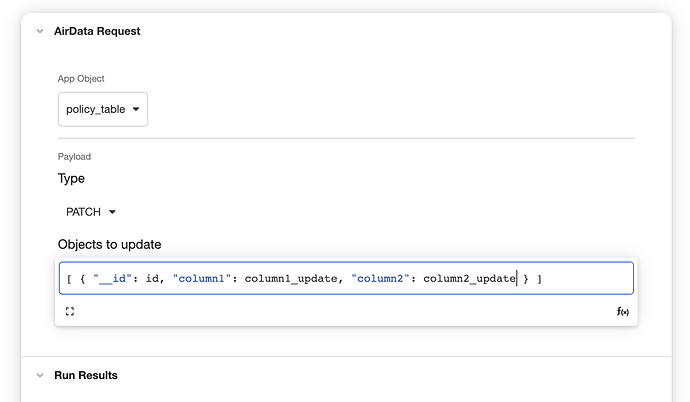 AirData Request
App Object
policy_table
Payload
Type
PATCH
Objects to update
[ { "__id": id, "column1": column1_update, "column2": column2_update } ]
f(x)
Run Results